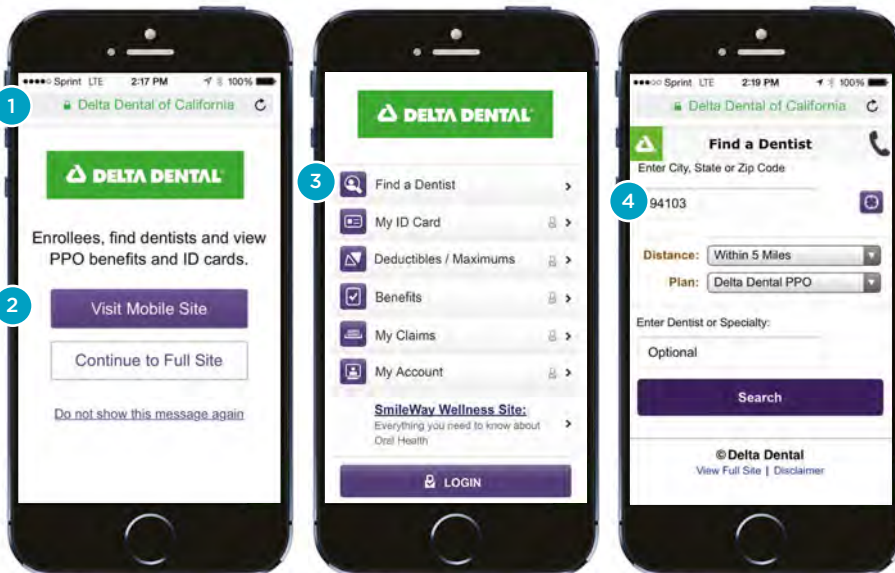 Sprint LTE 2:17 PM 100%
1
Delta Dental of California
DELTA DENTAL
Enrollees, find dentists and view
PPO benefits and ID cards.
2
Visit Mobile Site
Continue to Full Site
Do not show this message again
DELTA DENTAL
3
Find a Dentist
My ID Card
Deductibles / Maximums
Benefits
My Claims
My Account
SmileWay Wellness Site:
Everything you need to know about
Oral Health
LOGIN
Sprint LTE 2:19 PM 100%
Delta Dental of California
Find a Dentist
Enter City, State or Zip Code
4
94103
Distance: Within 5 Miles
Plan: Delta Dental PPO
Enter Dentist or Specialty:
Optional
Search
© Delta Dental
View Full Site | Disclaimer